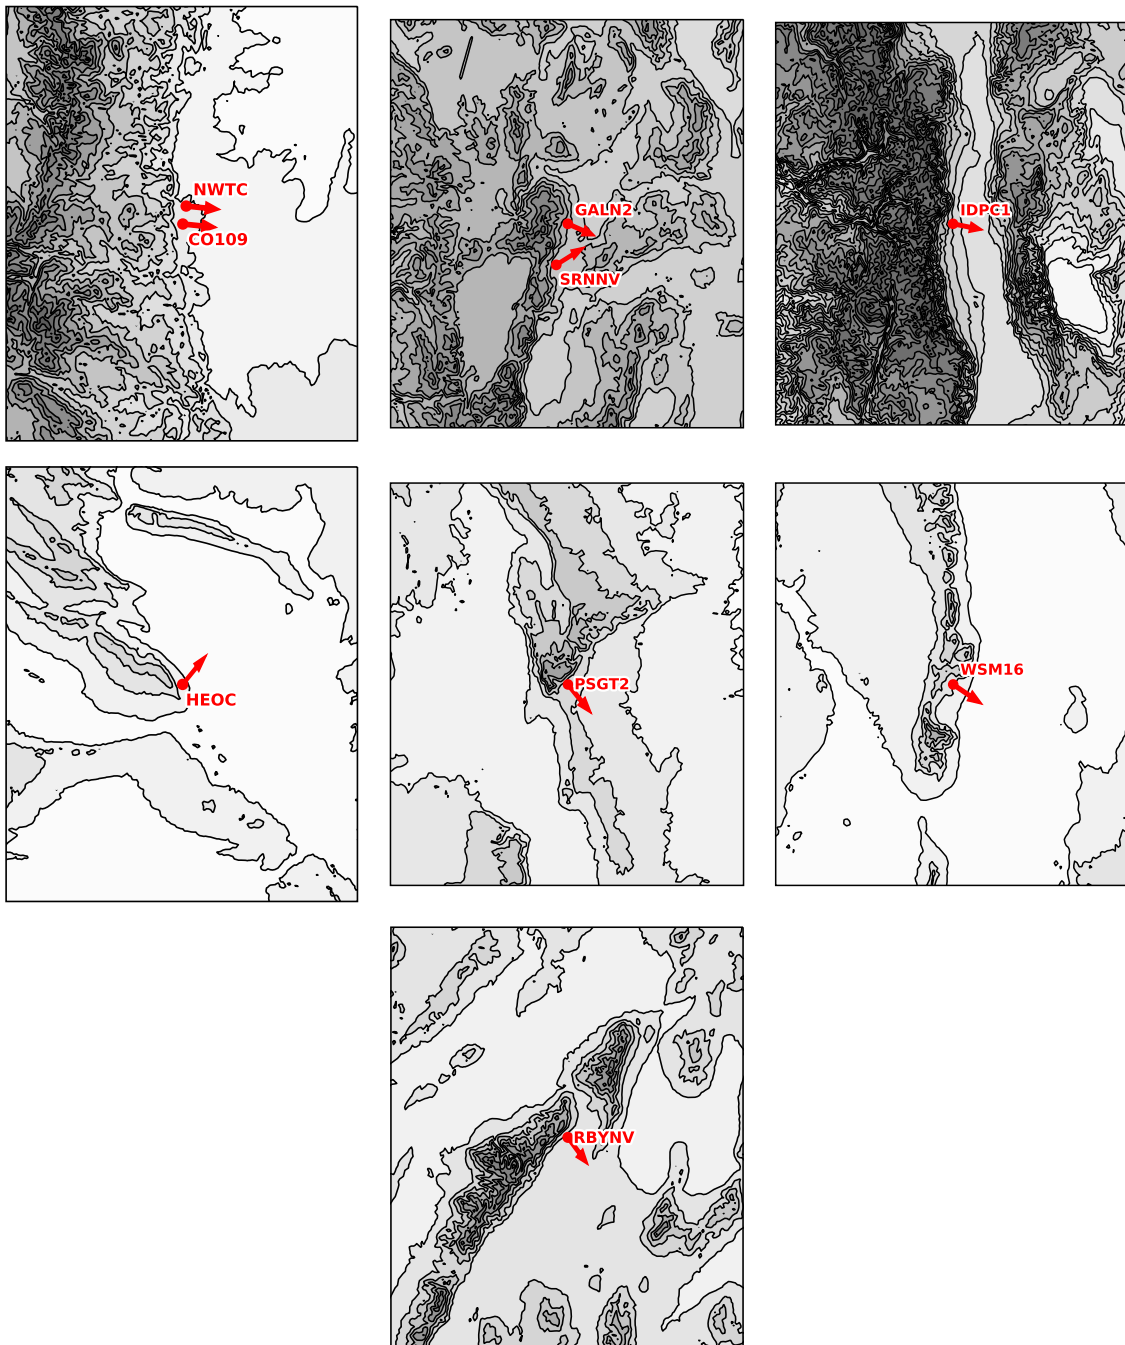 NWTC
CO109
GALN2
SRNNV
IDPC1
HEOC
PSGT2
WSM16
RBYNV